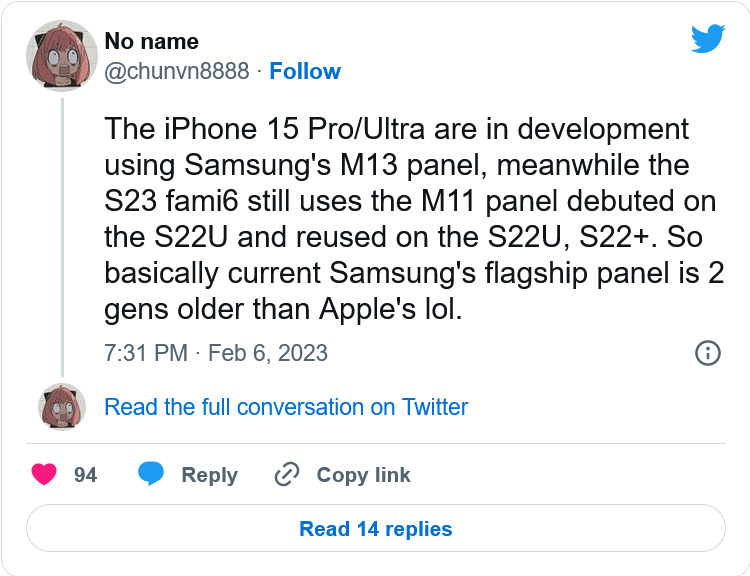 No name
@chunvn8888 · Follow
The iPhone 15 Pro/Ultra are in development
using Samsung's M13 panel, meanwhile the
S23 fami6 still uses the M11 panel debuted on
the S22U and reused on the S22U, S22+. So
basically current Samsung's flagship panel is 2
gens older than Apple's lol.
7:31 PM · Feb 6, 2023
Read the full conversation on Twitter
94 Reply Copy link
Read 14 replies